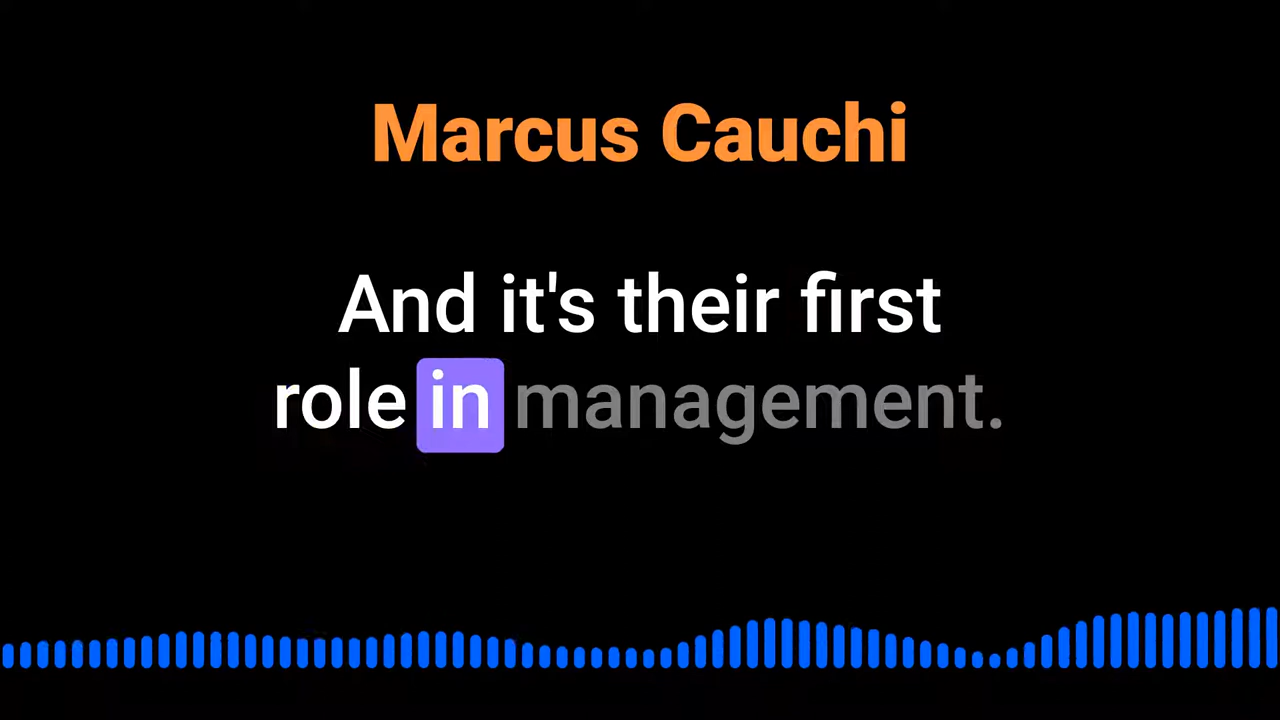 Marcus Cauchi
And it's their first
role in management.